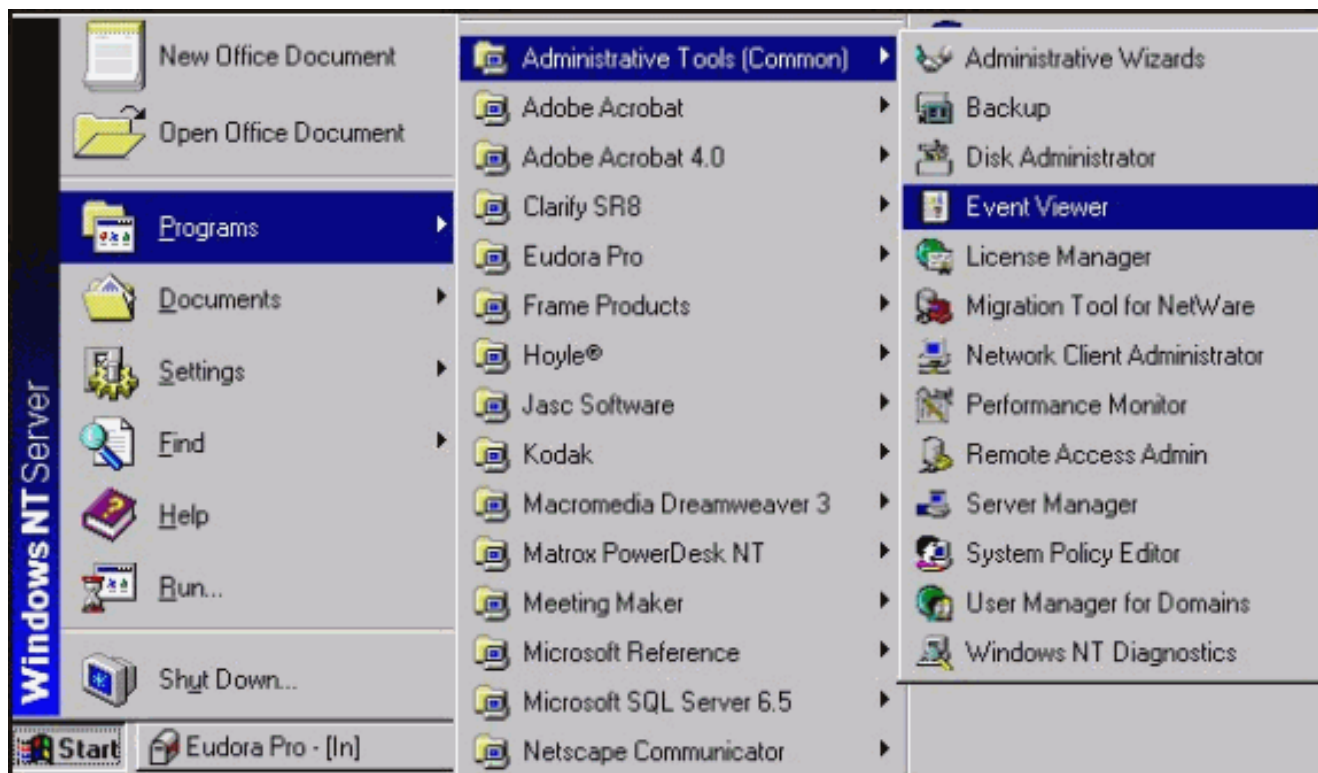 New Office Document
Open Office Document
Programs
Documents
Settings
Find
Help
Run...
Shut Down...
Windows NT Server
Start
Eudora Pro - [In]
Administrative Tools (Common)
Adobe Acrobat
Adobe Acrobat 4.0
Clarify SR8
Eudora Pro
Frame Products
Hoyle®
Jasc Software
Kodak
Macromedia Dreamweaver 3
Matrox PowerDesk NT
Meeting Maker
Microsoft Reference
Microsoft SQL Server 6.5
Netscape Communicator
Administrative Wizards
Backup
Disk Administrator
Event Viewer
License Manager
Migration Tool for NetWare
Network Client Administrator
Performance Monitor
Remote Access Admin
Server Manager
System Policy Editor
User Manager for Domains
Windows NT Diagnostics